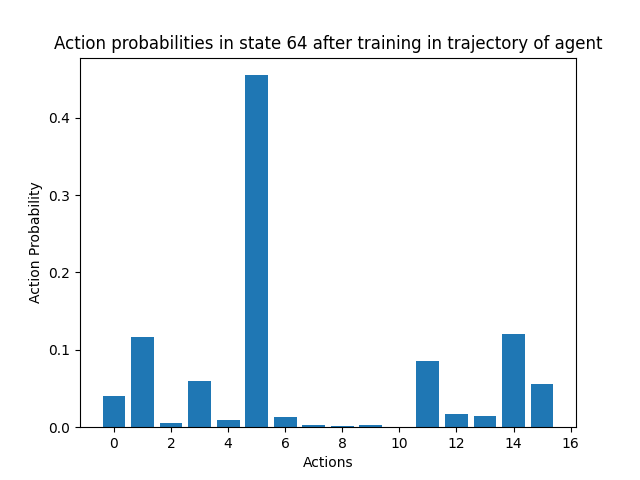 Action probabilities in state 64 after training in trajectory of agent
0.4
0.3
0.2
0.1
0.0
Action Probability
0 2 4 6 8 10 12 14 16
Actions